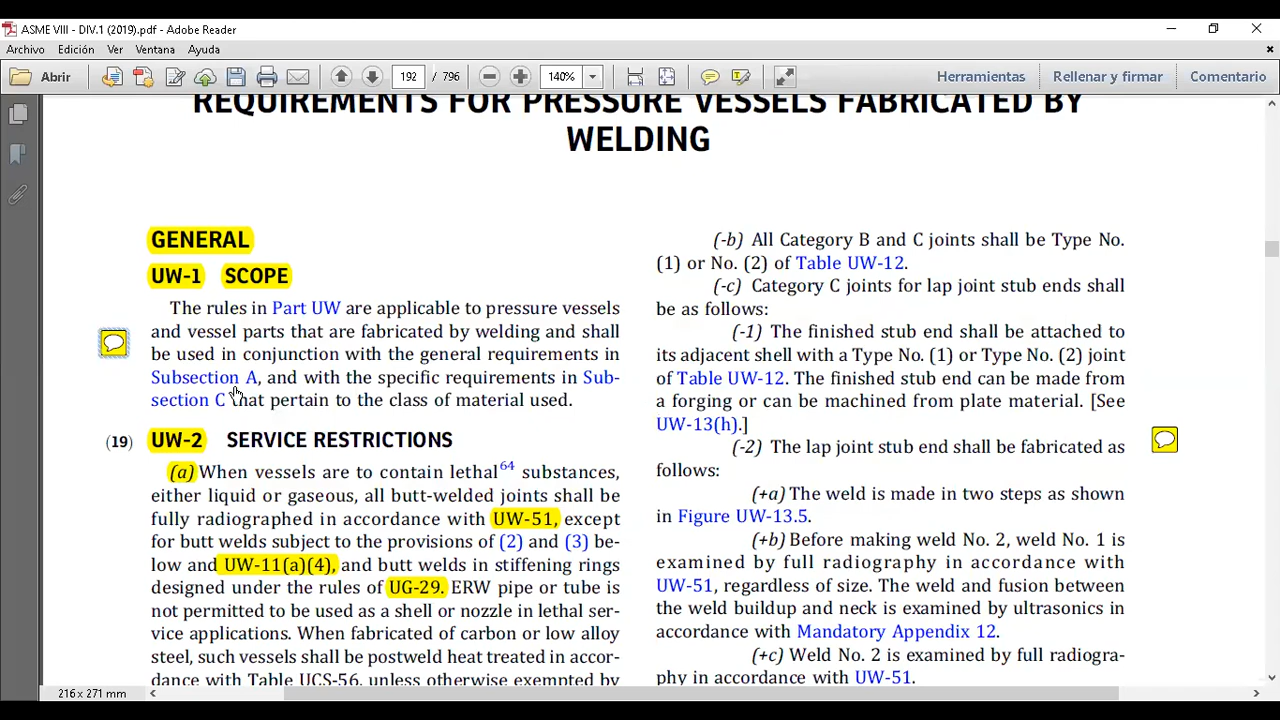 ASME VIII - DIV.1 (2019).pdf - Adobe Reader
Archivo Edición Ver Ventana Ayuda
Abrir 192 / 796 140% Herramientas Rellenar y firmar Comentario
REQUIREMENTS FOR PRESSURE VESSELS FABRICATED BY
WELDING
GENERAL
UW-1 SCOPE
The rules in Part UW are applicable to pressure vessels
and vessel parts that are fabricated by welding and shall
be used in conjunction with the general requirements in
Subsection A, and with the specific requirements in Sub-
section C that pertain to the class of material used.
(19) UW-2 SERVICE RESTRICTIONS
(a) When vessels are to contain lethal64 substances,
either liquid or gaseous, all butt-welded joints shall be
fully radiographed in accordance with UW-51, except
for butt welds subject to the provisions of (2) and (3) be-
low and UW-11(a)(4), and butt welds in stiffening rings
designed under the rules of UG-29. ERW pipe or tube is
not permitted to be used as a shell or nozzle in lethal ser-
vice applications. When fabricated of carbon or low alloy
steel, such vessels shall be postweld heat treated in accor-
dance with Table UCS-56, unless otherwise exempted by
(-b) All Category B and C joints shall be Type No.
(1) or No. (2) of Table UW-12.
(-c) Category C joints for lap joint stub ends shall
be as follows:
(-1) The finished stub end shall be attached to
its adjacent shell with a Type No. (1) or Type No. (2) joint
of Table UW-12. The finished stub end can be made from
a forging or can be machined from plate material. [See
UW-13(h).]
(-2) The lap joint stub end shall be fabricated as
follows:
(+a) The weld is made in two steps as shown
in Figure UW-13.5.
(+b) Before making weld No. 2, weld No. 1 is
examined by full radiography in accordance with
UW-51, regardless of size. The weld and fusion between
the weld buildup and neck is examined by ultrasonics in
accordance with Mandatory Appendix 12.
(+c) Weld No. 2 is examined by full radiogra-
phy in accordance with UW-51.
216 x 271 mm